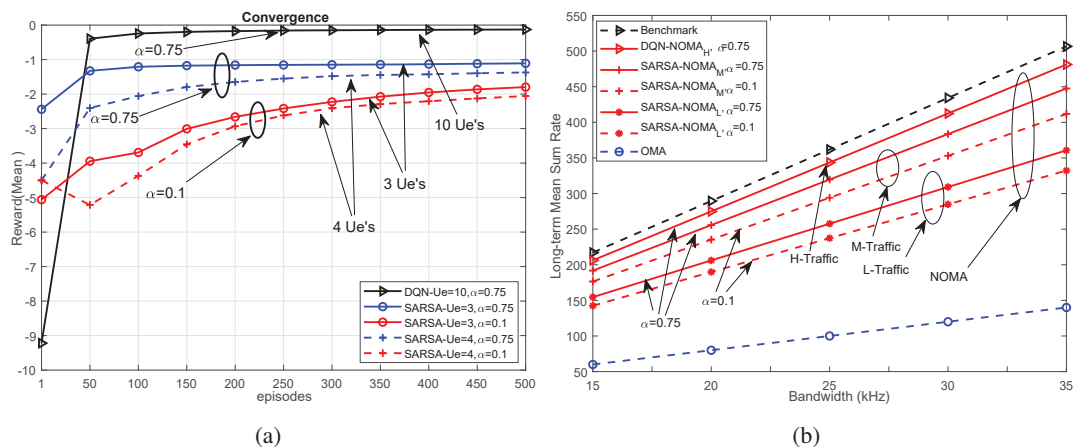 Convergence
0
-1
-2
-3
-4
-5
-6
-7
-8
-9
-10
Reward(Mean )
1
50
100
150
200
250
300
350
400
450
500
episodes
α=0.75
α=0.75
α=0.1
10 Ue's
3 Ue's
4 Ue's
DQN-Ue=10,α=0.75
SARSA-Ue=3,α=0.75
SARSA-Ue=3,α=0.1
SARSA-Ue=4,α=0.75
SARSA-Ue=4,α=0.1
(a)
550
500
450
400
350
300
250
200
150
100
50
Long-term Mean Sum Rate
15
20
25
30
35
Bandwidth (kHz)
Benchmark
DQN-NOMA_H, α=0.75
SARSA-NOMA_M,α=0.75
SARSA-NOMA_M,α=0.1
SARSA-NOMA_L, α=0.75
SARSA-NOMA_L, α=0.1
OMA
H-Traffic
M-Traffic
L-Traffic
NOMA
α=0.75
α=0.1
(b)